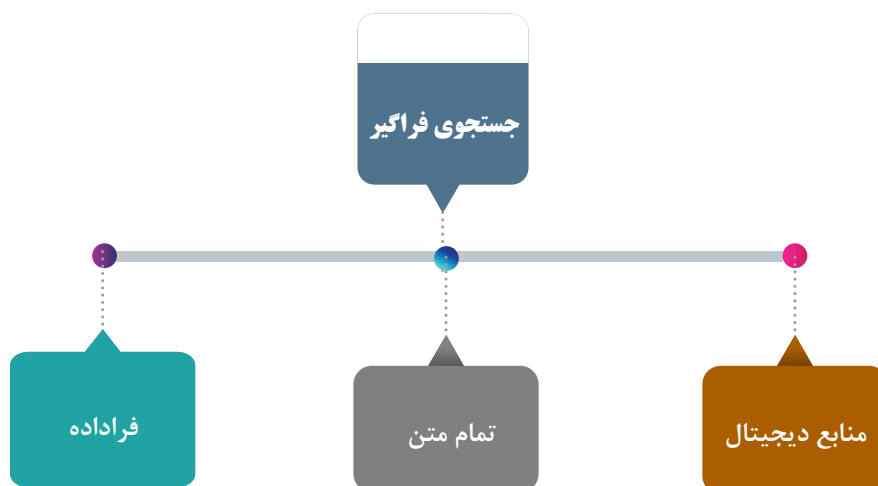 جستجوی فراگیر
منابع دیجیتال
تمام متن
فراداده